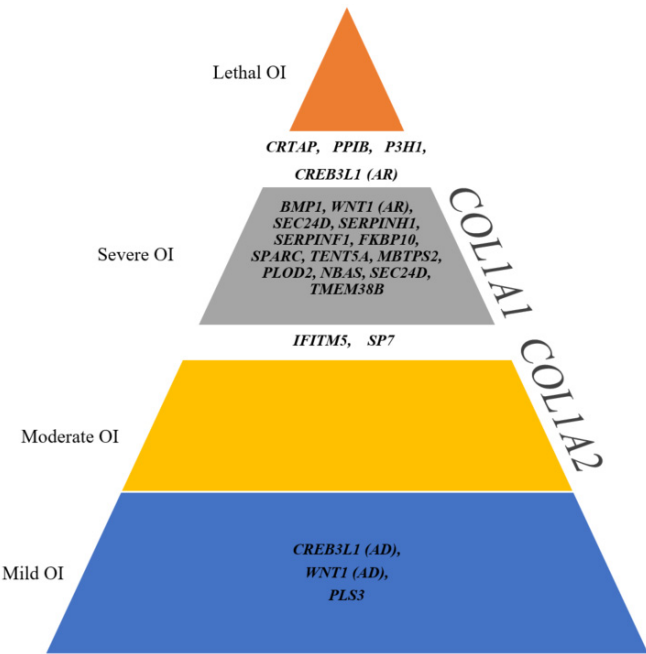 Lethal OI
CRTAP, PPIB, P3H1,
CREB3L1 (AR)
BMP1, WNT1 (AR),
SEC24D, SERPINH1,
SERPINF1, FKBP10,
SPARC, TENT5A, MBTPS2,
PLOD2, NBAS, SEC24D,
TMEM38B
Severe OI
COL1A1 COL1A2
IFITM5, SP7
Moderate OI
Mild OI
CREB3L1 (AD),
WNT1 (AD),
PLS3